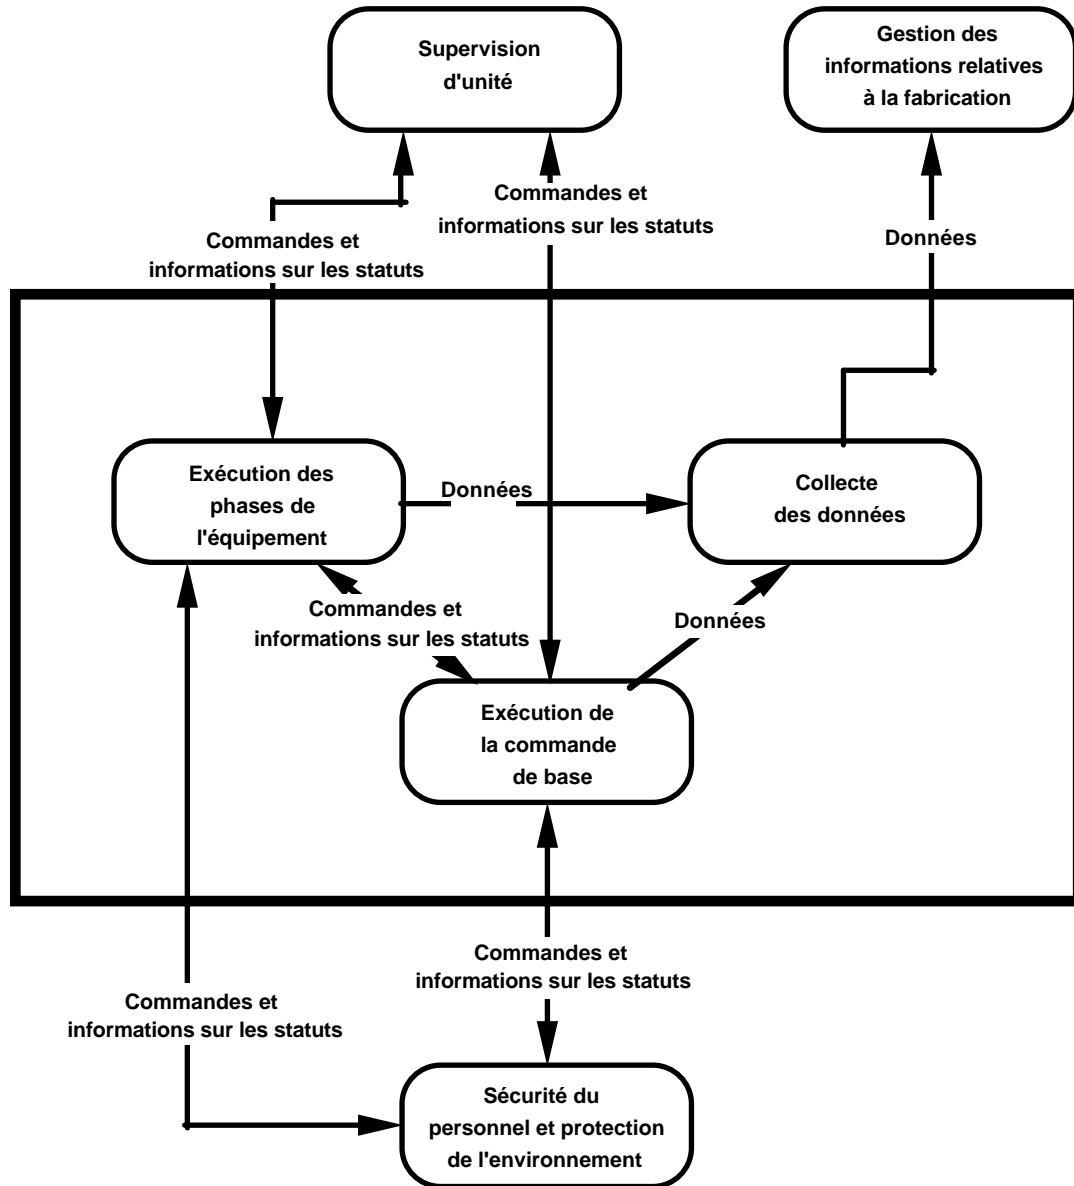 Supervision
d'unité
Gestion des
informations relatives
à la fabrication
Commandes et
informations sur les statuts
Commandes et
informations sur les statuts
Données
Exécution des
phases de
l'équipement
Données
Collecte
des données
Commandes et
informations sur les statuts
Données
Exécution de
la commande
de base
Commandes et
informations sur les statuts
Commandes et
informations sur les statuts
Sécurité du
personnel et protection
de l'environnement